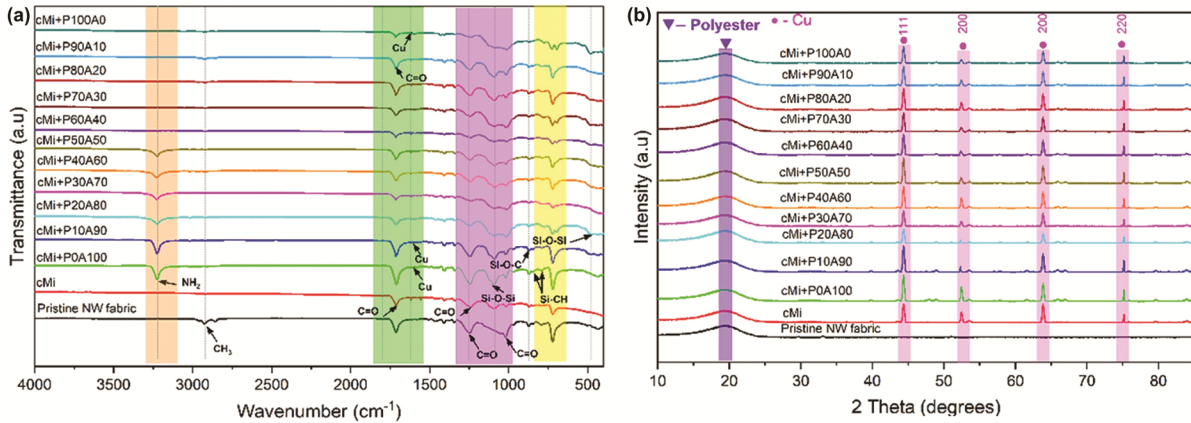 (a)
cMi+P100A0
cMi+P90A10
cMi+P80A20
cMi+P70A30
cMi+P60A40
cMi+P50A50
cMi+P40A60
cMi+P30A70
cMi+P20A80
cMi+P10A90
cMi+P0A100
cMi
Pristine NW fabric
Cu
C=O
NH2
CH3
C=O
Cu
Cu
C=O
C=O
C=O
Si-O-Si
Si-O-C
SI-O-SI
Si-CH
Transmittance (a.u)
4000 3500 3000 2500 2000 1500 1000 500
Wavenumber (cm-1)
(b)
– Polyester
- Cu
111
200
200
220
cMi+P100A0
cMi+P90A10
cMi+P80A20
cMi+P70A30
cMi+P60A40
cMi+P50A50
cMi+P40A60
cMi+P30A70
cMi+P20A80
cMi+P10A90
cMi+P0A100
cMi
Pristine NW fabric
Intensity (a.u)
10 20 30 40 50 60 70 80
2 Theta (degrees)